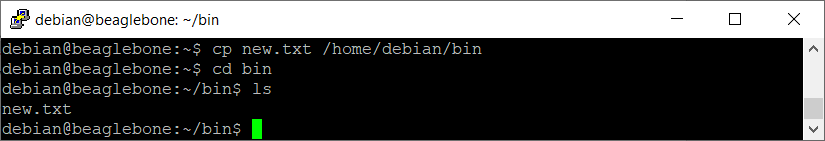 debian@beaglebone: ~/bin
debian@beaglebone:~$ cp new.txt /home/debian/bin
debian@beaglebone:~$ cd bin
debian@beaglebone:~/bin$ ls
new.txt
debian@beaglebone:~/bin$